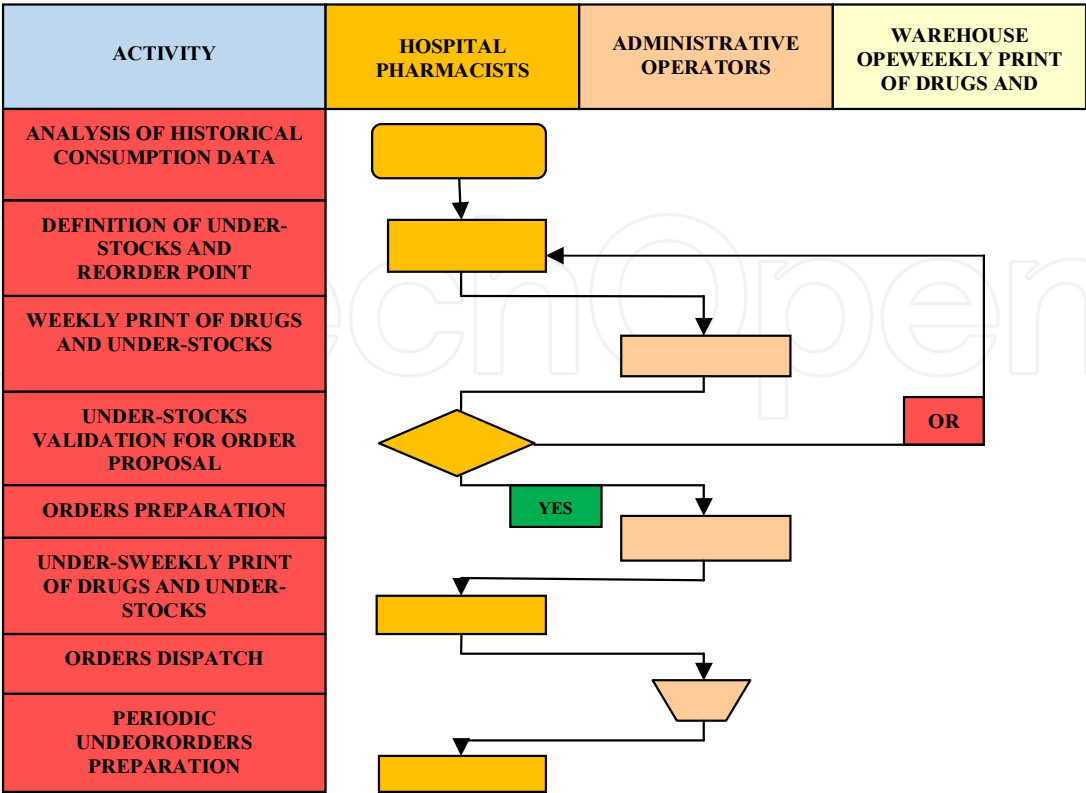 ACTIVITY
HOSPITAL
PHARMACISTS
ADMINISTRATIVE
OPERATORS
WAREHOUSE
OPEWEEKLY PRINT
OF DRUGS AND
ANALYSIS OF HISTORICAL
CONSUMPTION DATA
DEFINITION OF UNDER-
STOCKS AND
REORDER POINT
WEEKLY PRINT OF DRUGS
AND UNDER-STOCKS
UNDER-STOCKS
VALIDATION FOR ORDER
PROPOSAL
OR
ORDERS PREPARATION
YES
UNDER-SWEEKLY PRINT
OF DRUGS AND UNDER-
STOCKS
ORDERS DISPATCH
PERIODIC
UNDEORORDERS
PREPARATION